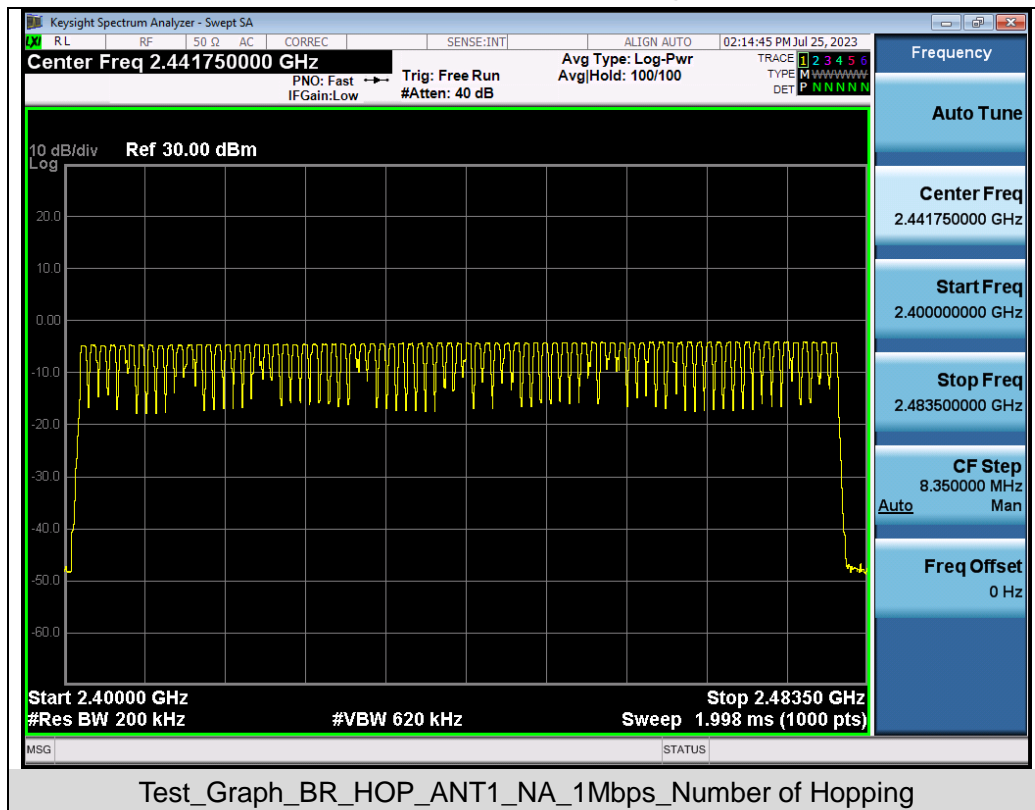 Keysight Spectrum Analyzer - Swept SA
LXI RL RF 50 Ω AC CORREC SENSE:INT ALIGN AUTO 02:14:45 PM Jul 25, 2023
Center Freq 2.441750000 GHz
PNO: Fast
IFGain:Low
Trig: Free Run
#Atten: 40 dB
Avg Type: Log-Pwr
Avg|Hold: 100/100
TRACE 1 2 3 4 5 6
TYPE M WWWWW
DET P N N N N N
10 dB/div Ref 30.00 dBm
Log
20.0
10.0
0.00
-10.0
-20.0
-30.0
-40.0
-50.0
-60.0
Start 2.40000 GHz Stop 2.48350 GHz
#Res BW 200 kHz #VBW 620 kHz Sweep 1.998 ms (1000 pts)
MSG STATUS
Frequency
Auto Tune
Center Freq
2.441750000 GHz
Start Freq
2.400000000 GHz
Stop Freq
2.483500000 GHz
CF Step
8.350000 MHz
Auto Man
Freq Offset
0 Hz
Test_Graph_BR_HOP_ANT1_NA_1Mbps_Number of Hopping